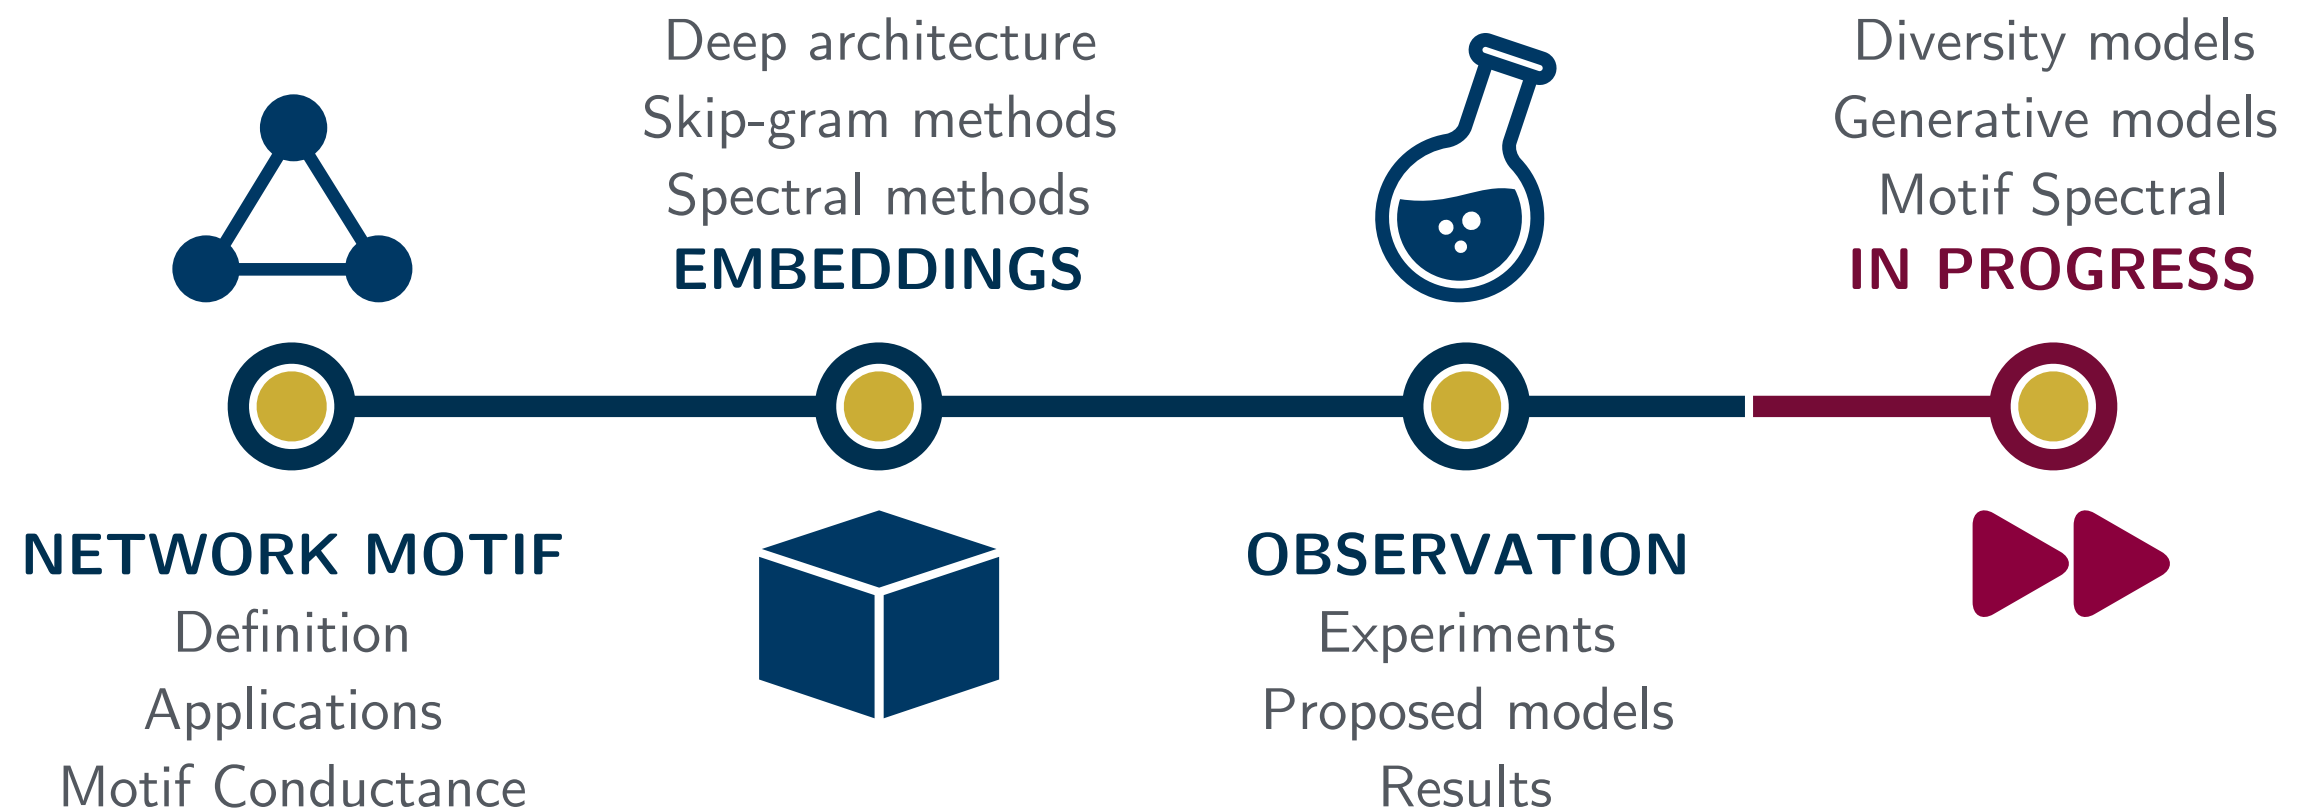 NETWORK MOTIF
Definition
Applications
Motif Conductance
Deep architecture
Skip-gram methods
Spectral methods
EMBEDDINGS
OBSERVATION
Experiments
Proposed models
Results
Diversity models
Generative models
Motif Spectral
IN PROGRESS